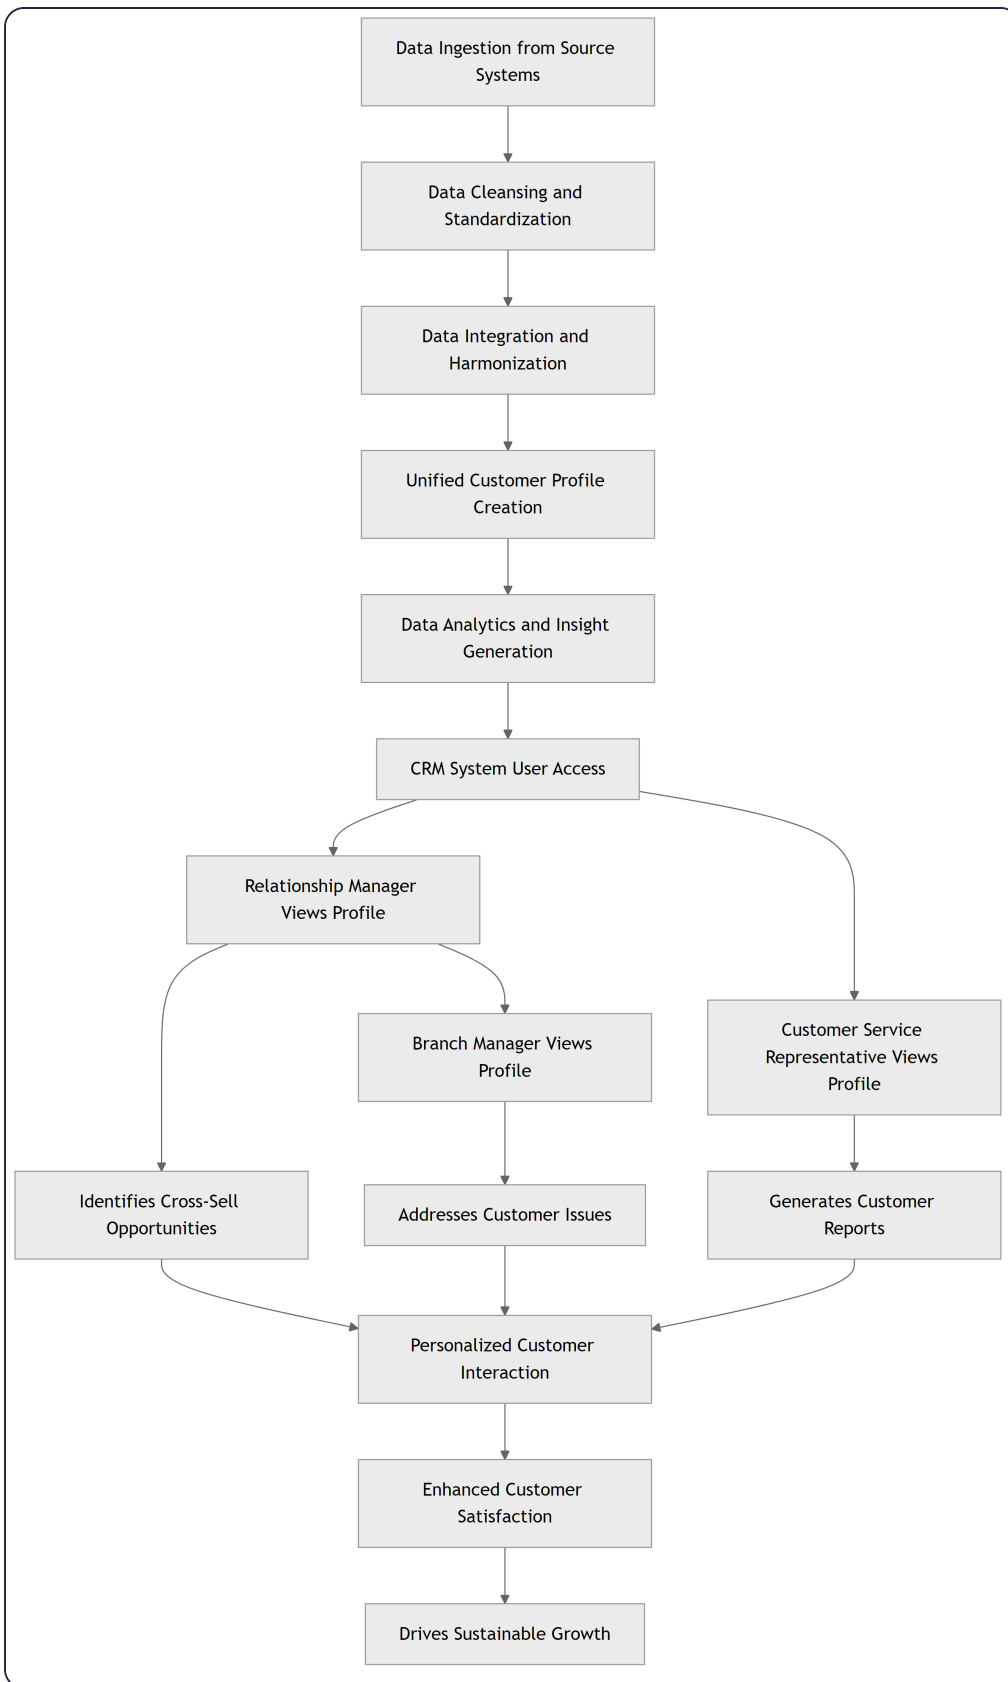 Data Ingestion from Source
Systems
Data Cleansing and
Standardization
Data Integration and
Harmonization
Unified Customer Profile
Creation
Data Analytics and Insight
Generation
CRM System User Access
Relationship Manager
Views Profile
Branch Manager Views
Profile
Customer Service
Representative Views
Profile
Identifies Cross-Sell
Opportunities
Addresses Customer Issues
Generates Customer
Reports
Personalized Customer
Interaction
Enhanced Customer
Satisfaction
Drives Sustainable Growth